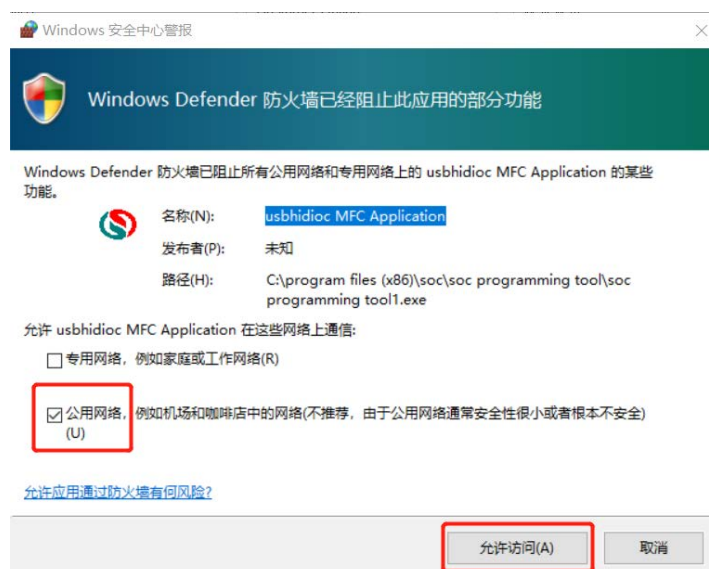 Windows 安全中心警报
Windows Defender 防火墙已经阻止此应用的部分功能
Windows Defender 防火墙已阻止所有公用网络和专用网络上的 usbhidioc MFC Application 的某些
功能。
名称(N): usbhidioc MFC Application
发布者(P): 未知
路径(H): C:\program files (x86)\soc\soc programming tool\soc
programming tool1.exe
允许 usbhidioc MFC Application 在这些网络上通信:
专用网络，例如家庭或工作网络(R)
公用网络，例如机场和咖啡店中的网络(不推荐，由于公用网络通常安全性很小或者根本不安全)
(U)
允许应用通过防火墙有何风险?
允许访问(A) 取消